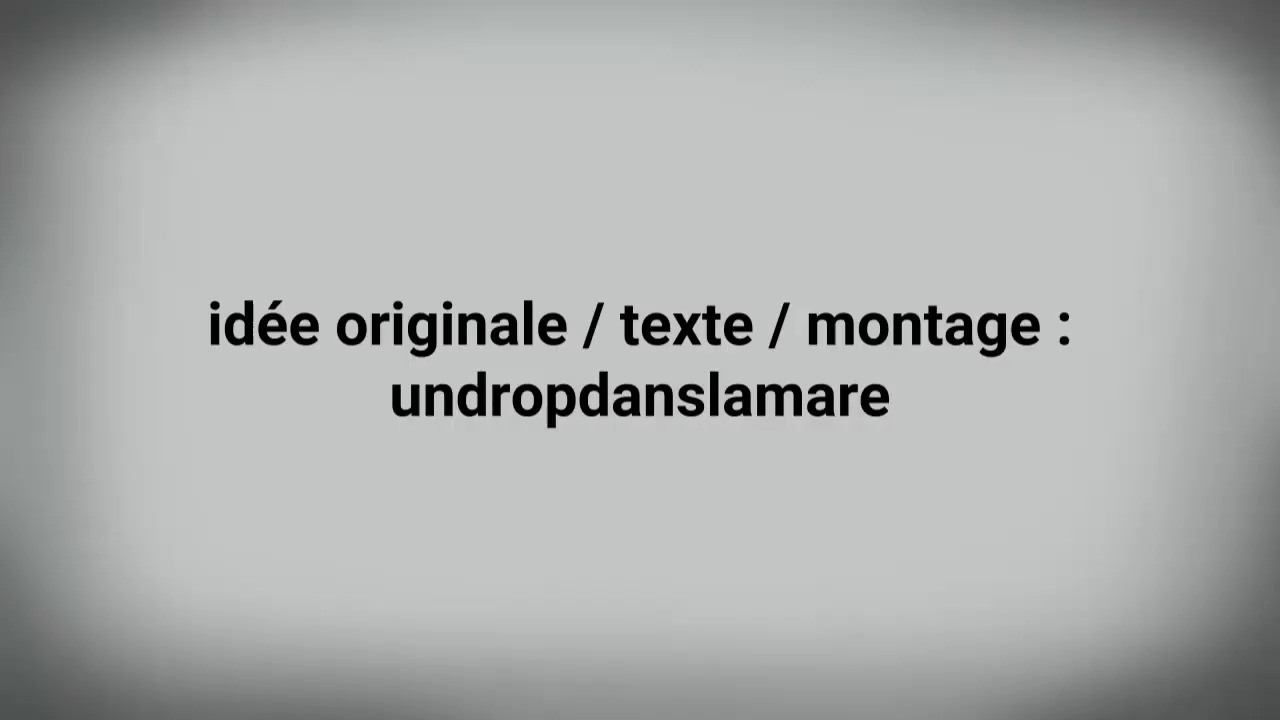 idée originale / texte / montage :
undropdanslamare